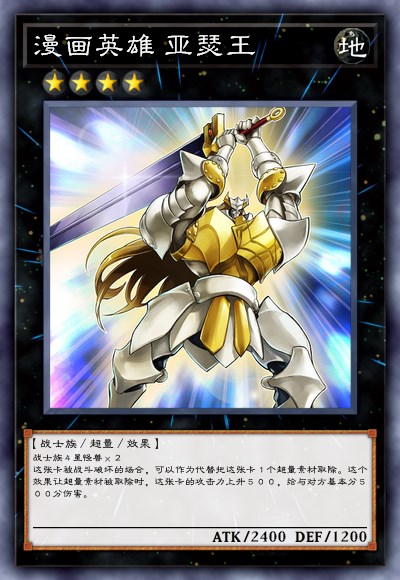 漫画英雄 亚瑟王
地
【战士族／超量／效果】
战士族４星怪兽×２
这张卡被战斗破坏的场合，可以作为代替把这张卡１个超量素材取除。这个
效果让超量素材被取除时，这张卡的攻击力上升５００，给与对方基本分５
００分伤害。
ATK/2400 DEF/1200